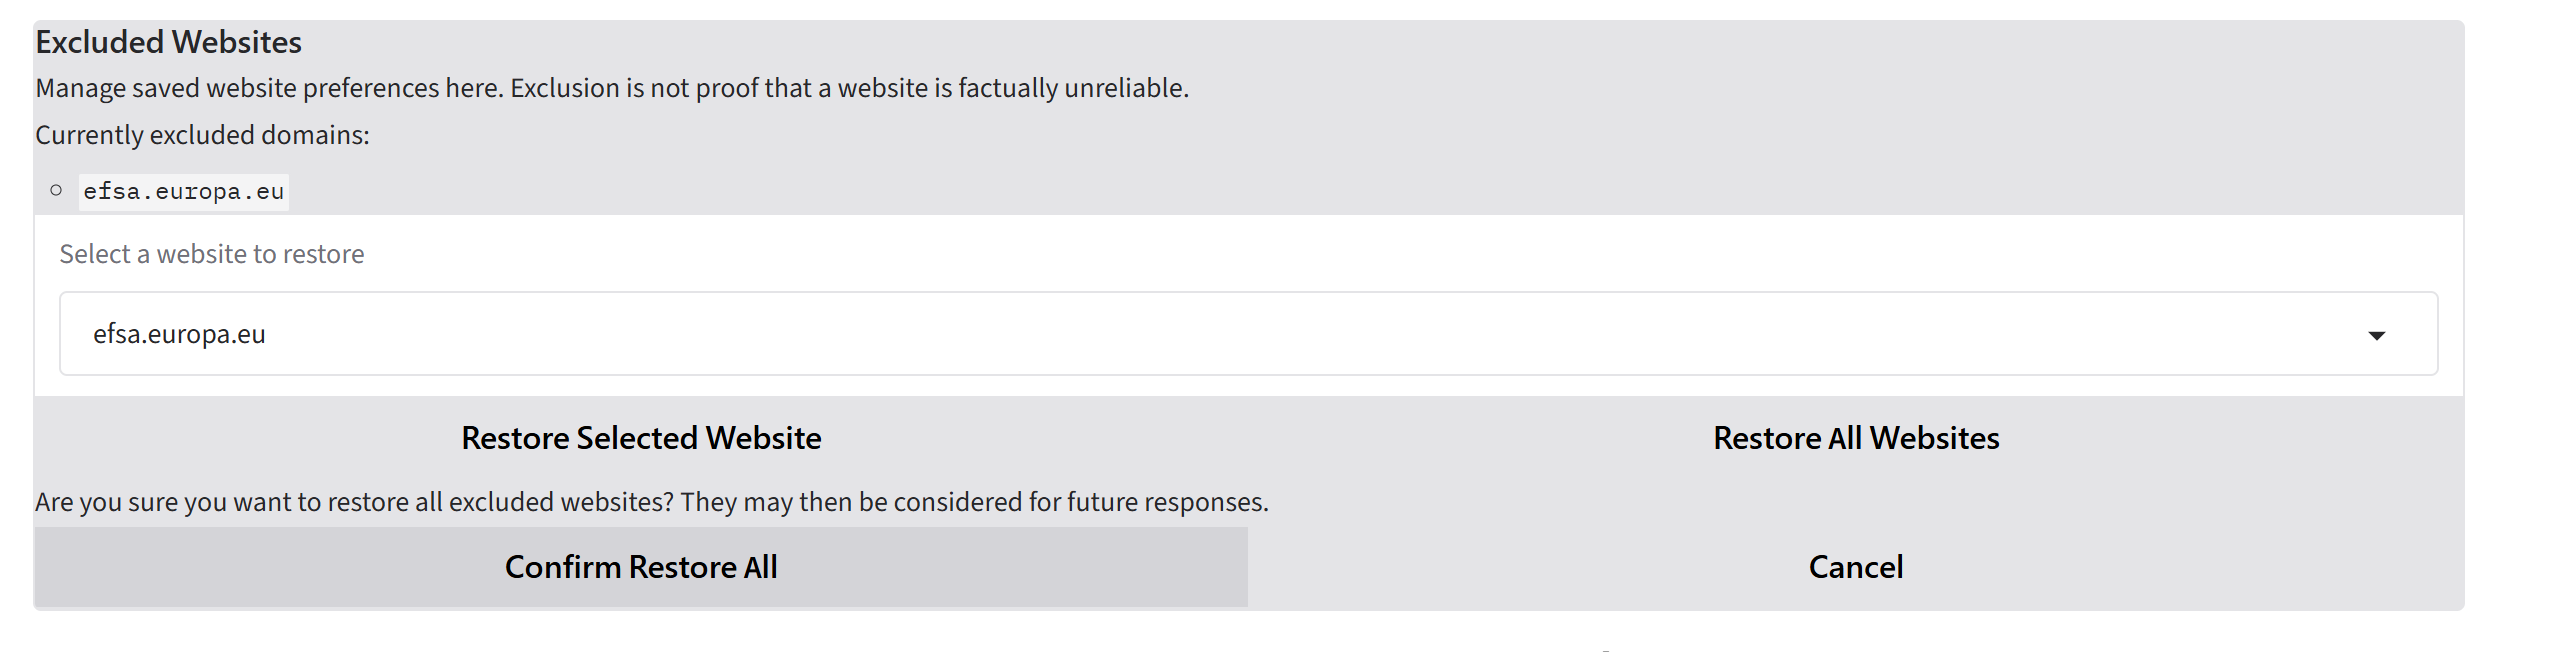 Excluded Websites
Manage saved website preferences here. Exclusion is not proof that a website is factually unreliable.
Currently excluded domains:
efsa.europa.eu
Select a website to restore
efsa.europa.eu
Restore Selected Website
Restore All Websites
Are you sure you want to restore all excluded websites? They may then be considered for future responses.
Confirm Restore All
Cancel